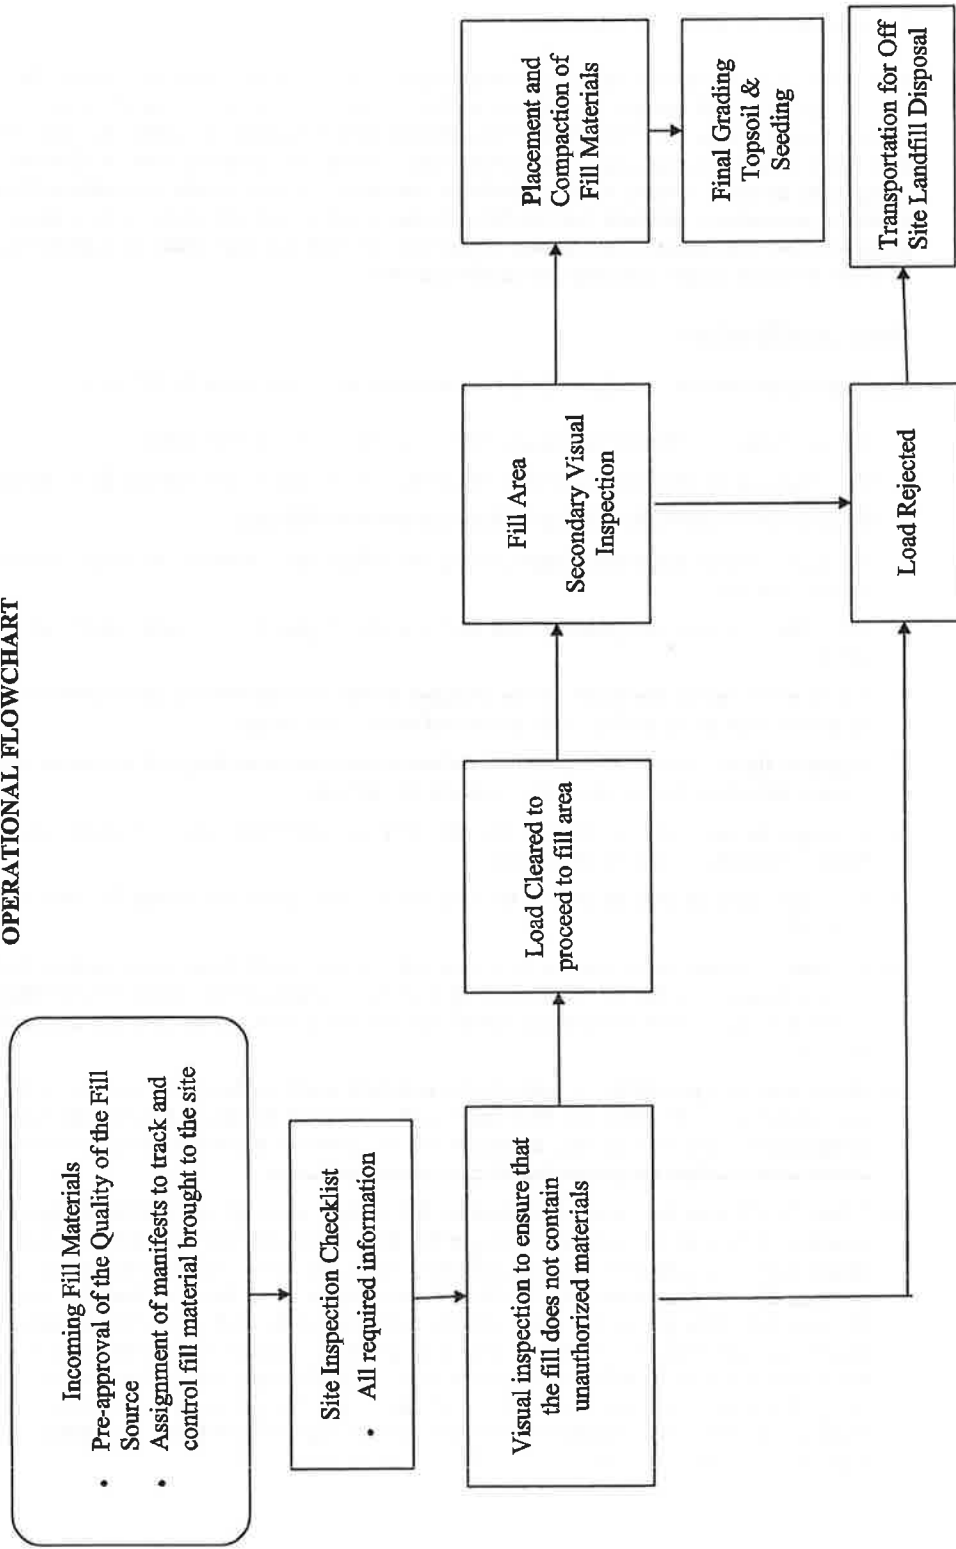 OPERATIONAL FLOWCHART
Incoming Fill Materials
• Pre-approval of the Quality of the Fill
Source
• Assignment of manifests to track and
control fill material brought to the site
Site Inspection Checklist
• All required information
Visual inspection to ensure that
the fill does not contain
unauthorized materials
Load Cleared to
proceed to fill area
Fill Area
Secondary Visual
Inspection
Placement and
Compaction of
Fill Materials
Final Grading
Topsoil &
Seeding
Load Rejected
Transportation for Off
Site Landfill Disposal